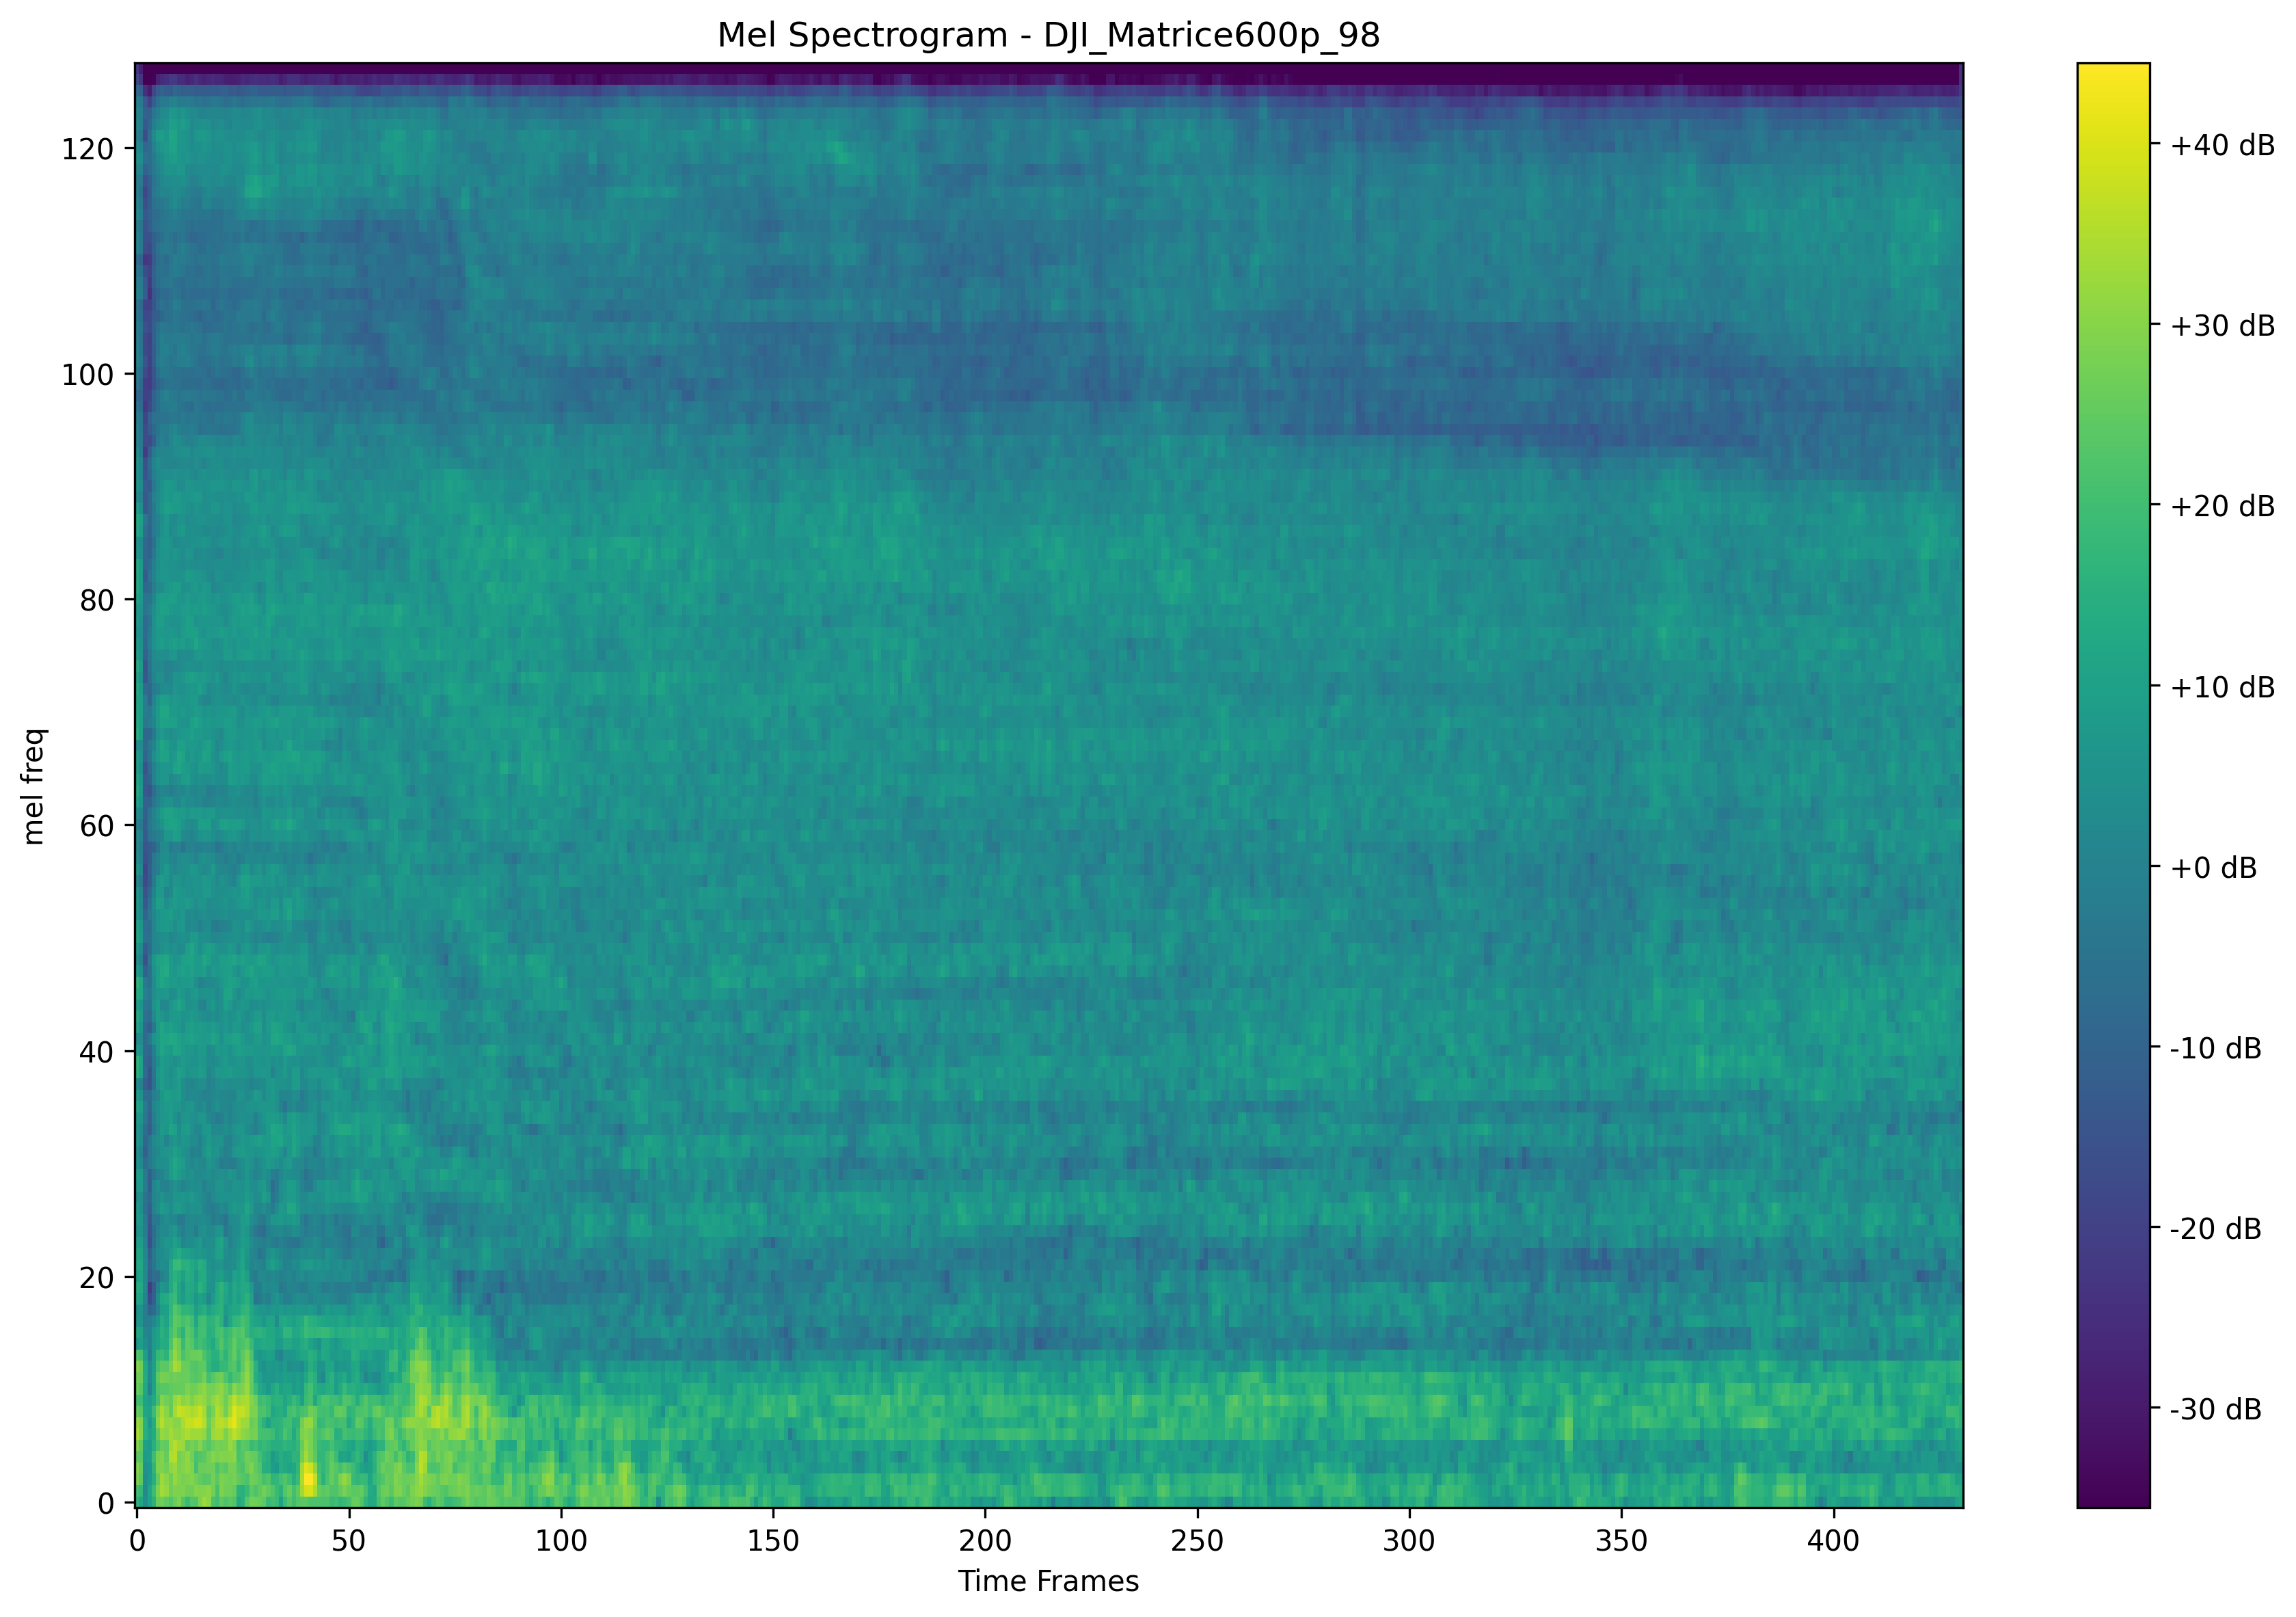 Mel Spectrogram - DJI_Matrice600p_98
120
100
80
60
40
20
0
mel freq
0 50 100 150 200 250 300 350 400
Time Frames
+40 dB
+30 dB
+20 dB
+10 dB
+0 dB
-10 dB
-20 dB
-30 dB